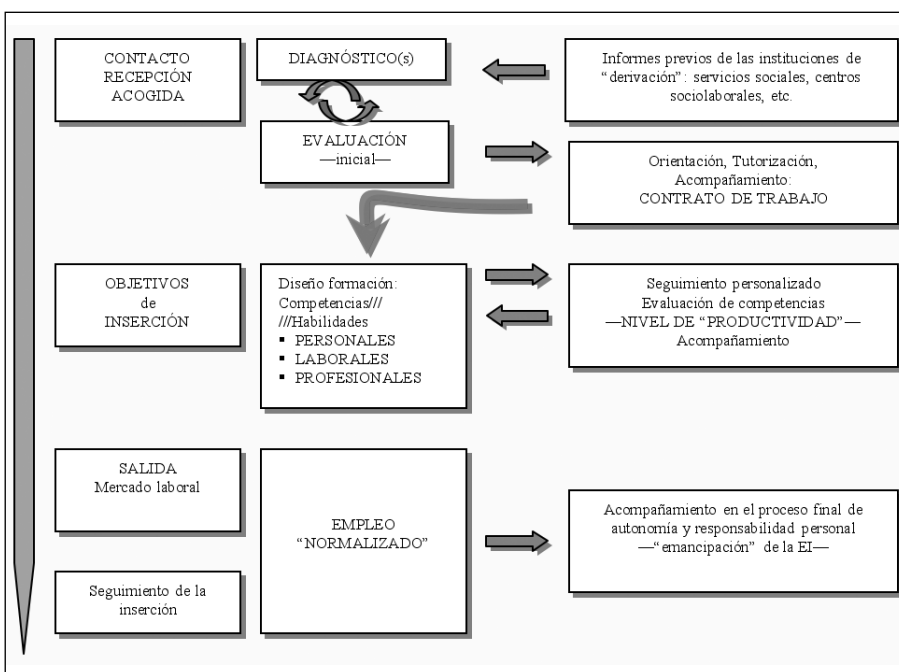 CONTACTO
RECEPCIÓN
ACOGIDA
DIAGNÓSTICO(s)
Informes previos de las instituciones de
“derivación”: servicios sociales, centros
sociolaborales, etc.
EVALUACIÓN
—inicial—
Orientación, Tutorización,
Acompañamiento:
CONTRATO DE TRABAJO
OBJETIVOS
de
INSERCIÓN
Diseño formación:
Competencias///
///Habilidades
▪ PERSONALES
▪ LABORALES
▪ PROFESIONALES
Seguimiento personalizado
Evaluación de competencias
—NIVEL DE “PRODUCTIVIDAD”—
Acompañamiento
SALIDA
Mercado laboral
EMPLEO
“NORMALIZADO”
Acompañamiento en el proceso final de
autonomía y responsabilidad personal
—“emancipación” de la EI—
Seguimiento de la
inserción